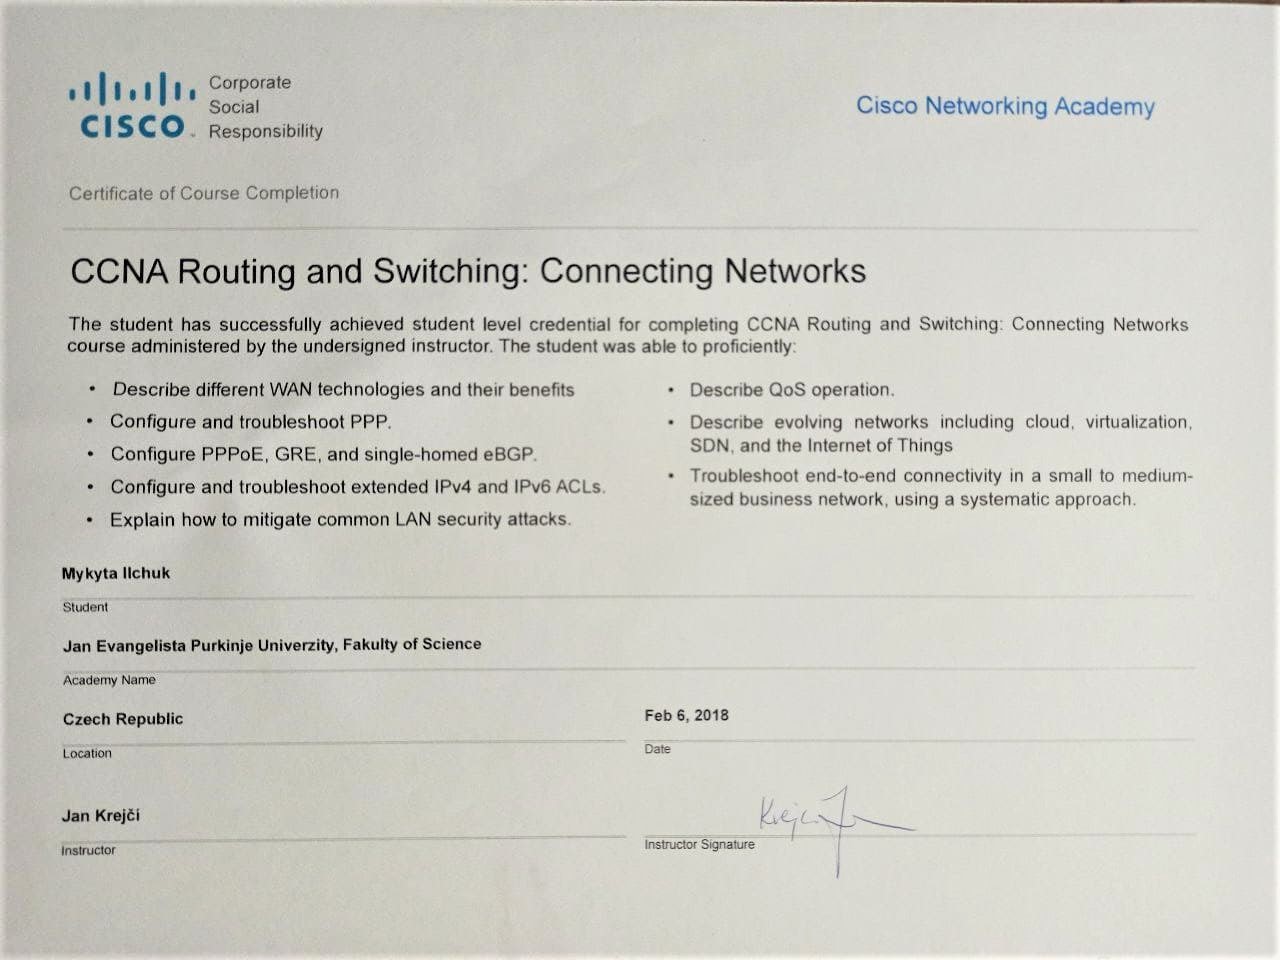 Corporate
Social
CISCO Responsibility
Cisco Networking Academy
Certificate of Course Completion
CCNA Routing and Switching: Connecting Networks
The student has successfully achieved student level credential for completing CCNA Routing and Switching: Connecting Networks
course administered by the undersigned instructor. The student was able to proficiently:
• Describe different WAN technologies and their benefits
• Configure and troubleshoot PPP.
• Configure PPPoE, GRE, and single-homed eBGP.
• Configure and troubleshoot extended IPv4 and IPv6 ACLs.
• Explain how to mitigate common LAN security attacks.
• Describe QoS operation.
• Describe evolving networks including cloud, virtualization,
SDN, and the Internet of Things
• Troubleshoot end-to-end connectivity in a small to medium-
sized business network, using a systematic approach.
Mykyta Ilchuk
Student
Jan Evangelista Purkinje Univerzity, Fakulty of Science
Academy Name
Czech Republic
Location
Feb 6, 2018
Date
Jan Krejčí
Instructor
Krejčí J
Instructor Signature